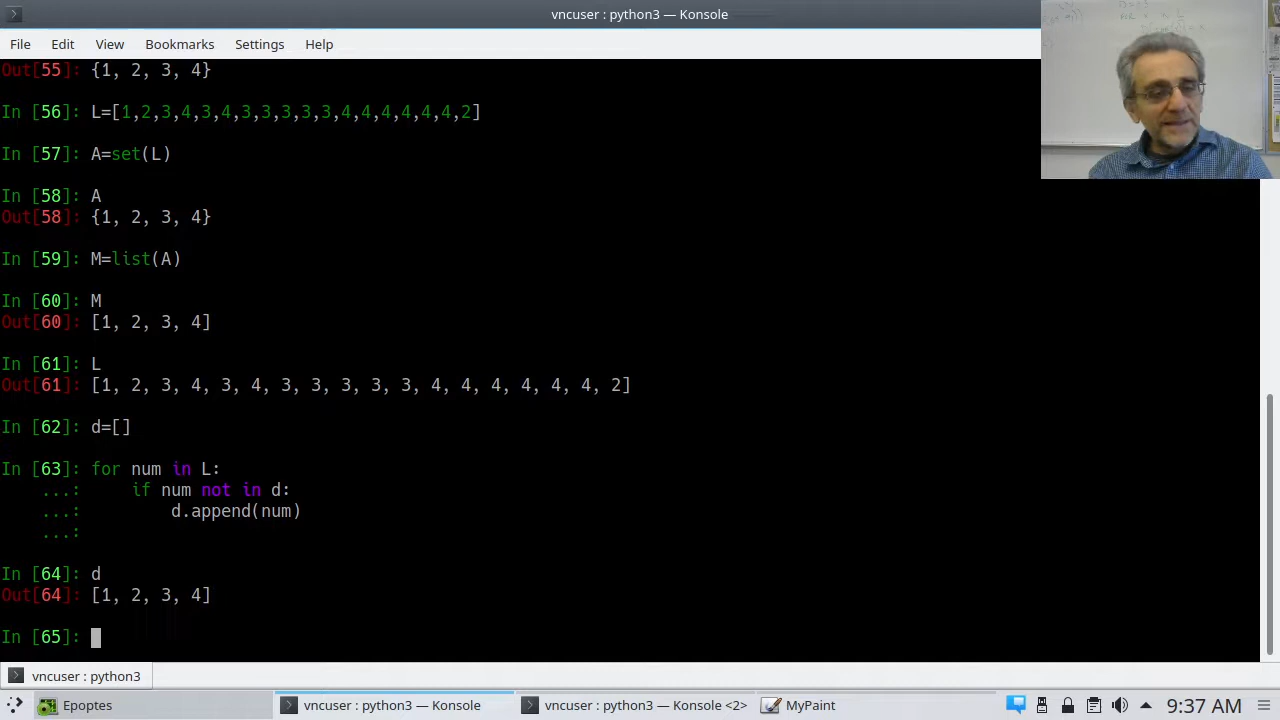 vncuser : python3 — Konsole
File Edit View Bookmarks Settings Help
Out[55]: {1, 2, 3, 4}
In [56]: L=[1,2,3,4,3,4,3,3,3,3,3,4,4,4,4,4,4,2]
In [57]: A=set(L)
In [58]: A
Out[58]: {1, 2, 3, 4}
In [59]: M=list(A)
In [60]: M
Out[60]: [1, 2, 3, 4]
In [61]: L
Out[61]: [1, 2, 3, 4, 3, 4, 3, 3, 3, 3, 3, 4, 4, 4, 4, 4, 4, 2]
In [62]: d=[]
In [63]: for num in L:
...: if num not in d:
...: d.append(num)
...:
In [64]: d
Out[64]: [1, 2, 3, 4]
In [65]:
vncuser : python3
Epoptes vncuser : python3 — Konsole vncuser : python3 — Konsole <2> MyPaint 9:37 AM